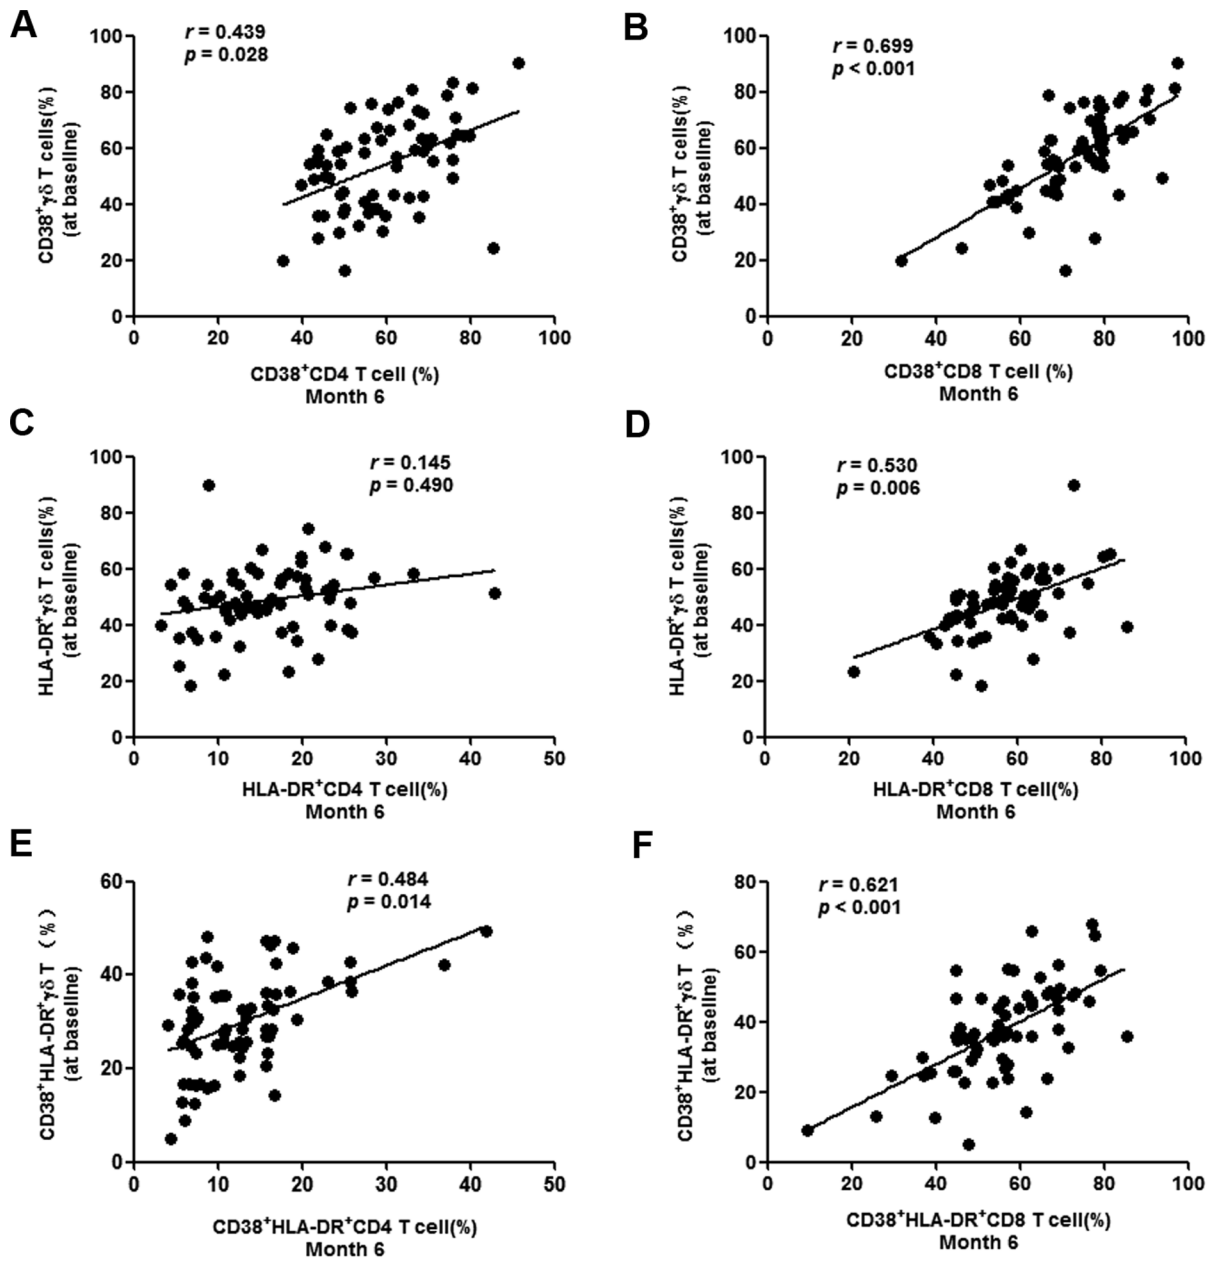 A
r = 0.439
p = 0.028
CD38⁺γδ T cells(%)
(at baseline)
100
80
60
40
20
0
0 20 40 60 80 100
CD38⁺CD4 T cell (%)
Month 6
B
r = 0.699
p < 0.001
CD38⁺γδ T cells(%)
(at baseline)
100
80
60
40
20
0
0 20 40 60 80 100
CD38⁺CD8 T cell (%)
Month 6
C
r = 0.145
p = 0.490
HLA-DR⁺γδ T cells(%)
(at baseline)
100
80
60
40
20
0
0 10 20 30 40 50
HLA-DR⁺CD4 T cell(%)
Month 6
D
r = 0.530
p = 0.006
HLA-DR⁺γδ T cells(%)
(at baseline)
100
80
60
40
20
0
0 20 40 60 80 100
HLA-DR⁺CD8 T cell(%)
Month 6
E
r = 0.484
p = 0.014
CD38⁺HLA-DR⁺γδ T（%）
(at baseline)
60
40
20
0
0 10 20 30 40 50
CD38⁺HLA-DR⁺CD4 T cell(%)
Month 6
F
r = 0.621
p < 0.001
CD38⁺HLA-DR⁺γδ T（%）
(at baseline)
80
60
40
20
0
0 20 40 60 80 100
CD38⁺HLA-DR⁺CD8 T cell(%)
Month 6